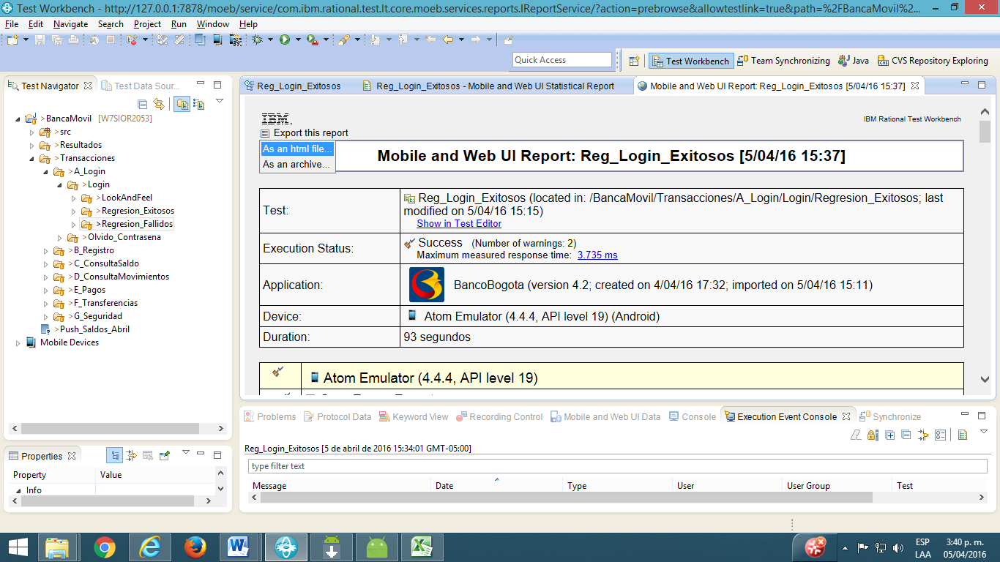 Test Workbench - http://127.0.0.1:7878/moeb/service/com.ibm.rational.test.lt.core.moeb.services.reports.IReportService/?action=prebrowse&allowtestlink=true&path=%2FBancaMovil%2...
File Edit Navigate Search Project Run Window Help
Quick Access
Test Workbench Team Synchronizing Java CVS Repository Exploring
Test Navigator Test Data Sour...
>BancaMovil [W7SIOR2053]
>src
>Resultados
>Transacciones
>A_Login
>Login
>LookAndFeel
>Regresion_Exitosos
>Regresion_Fallidos
>Olvido_Contrasena
>B_Registro
>C_ConsultaSaldo
>D_ConsultaMovimientos
>E_Pagos
>F_Transferencias
>G_Seguridad
>Push_Saldos_Abril
Mobile Devices
Properties
Property Value
Info
Reg_Login_Exitosos Reg_Login_Exitosos - Mobile and Web UI Statistical Report Mobile and Web UI Report: Reg_Login_Exitosos [5/04/16 15:37]
IBM. IBM Rational Test Workbench
Export this report
As an html file...
As an archive...
Mobile and Web UI Report: Reg_Login_Exitosos [5/04/16 15:37]
Test: Reg_Login_Exitosos (located in: /BancaMovil/Transacciones/A_Login/Login/Regresion_Exitosos; last
modified on 5/04/16 15:15)
Show in Test Editor
Execution Status: Success (Number of warnings: 2)
Maximum measured response time: 3.735 ms
Application: BancoBogota (version 4.2; created on 4/04/16 17:32; imported on 5/04/16 15:11)
Device: Atom Emulator (4.4.4, API level 19) (Android)
Duration: 93 segundos
Atom Emulator (4.4.4, API level 19)
Problems Protocol Data Keyword View Recording Control Mobile and Web UI Data Console Execution Event Console Synchronize
Reg_Login_Exitosos [5 de abril de 2016 15:34:01 GMT-05:00]
type filter text
Message Date Type User User Group Test
ESP 3:40 p. m.
LAA 05/04/2016